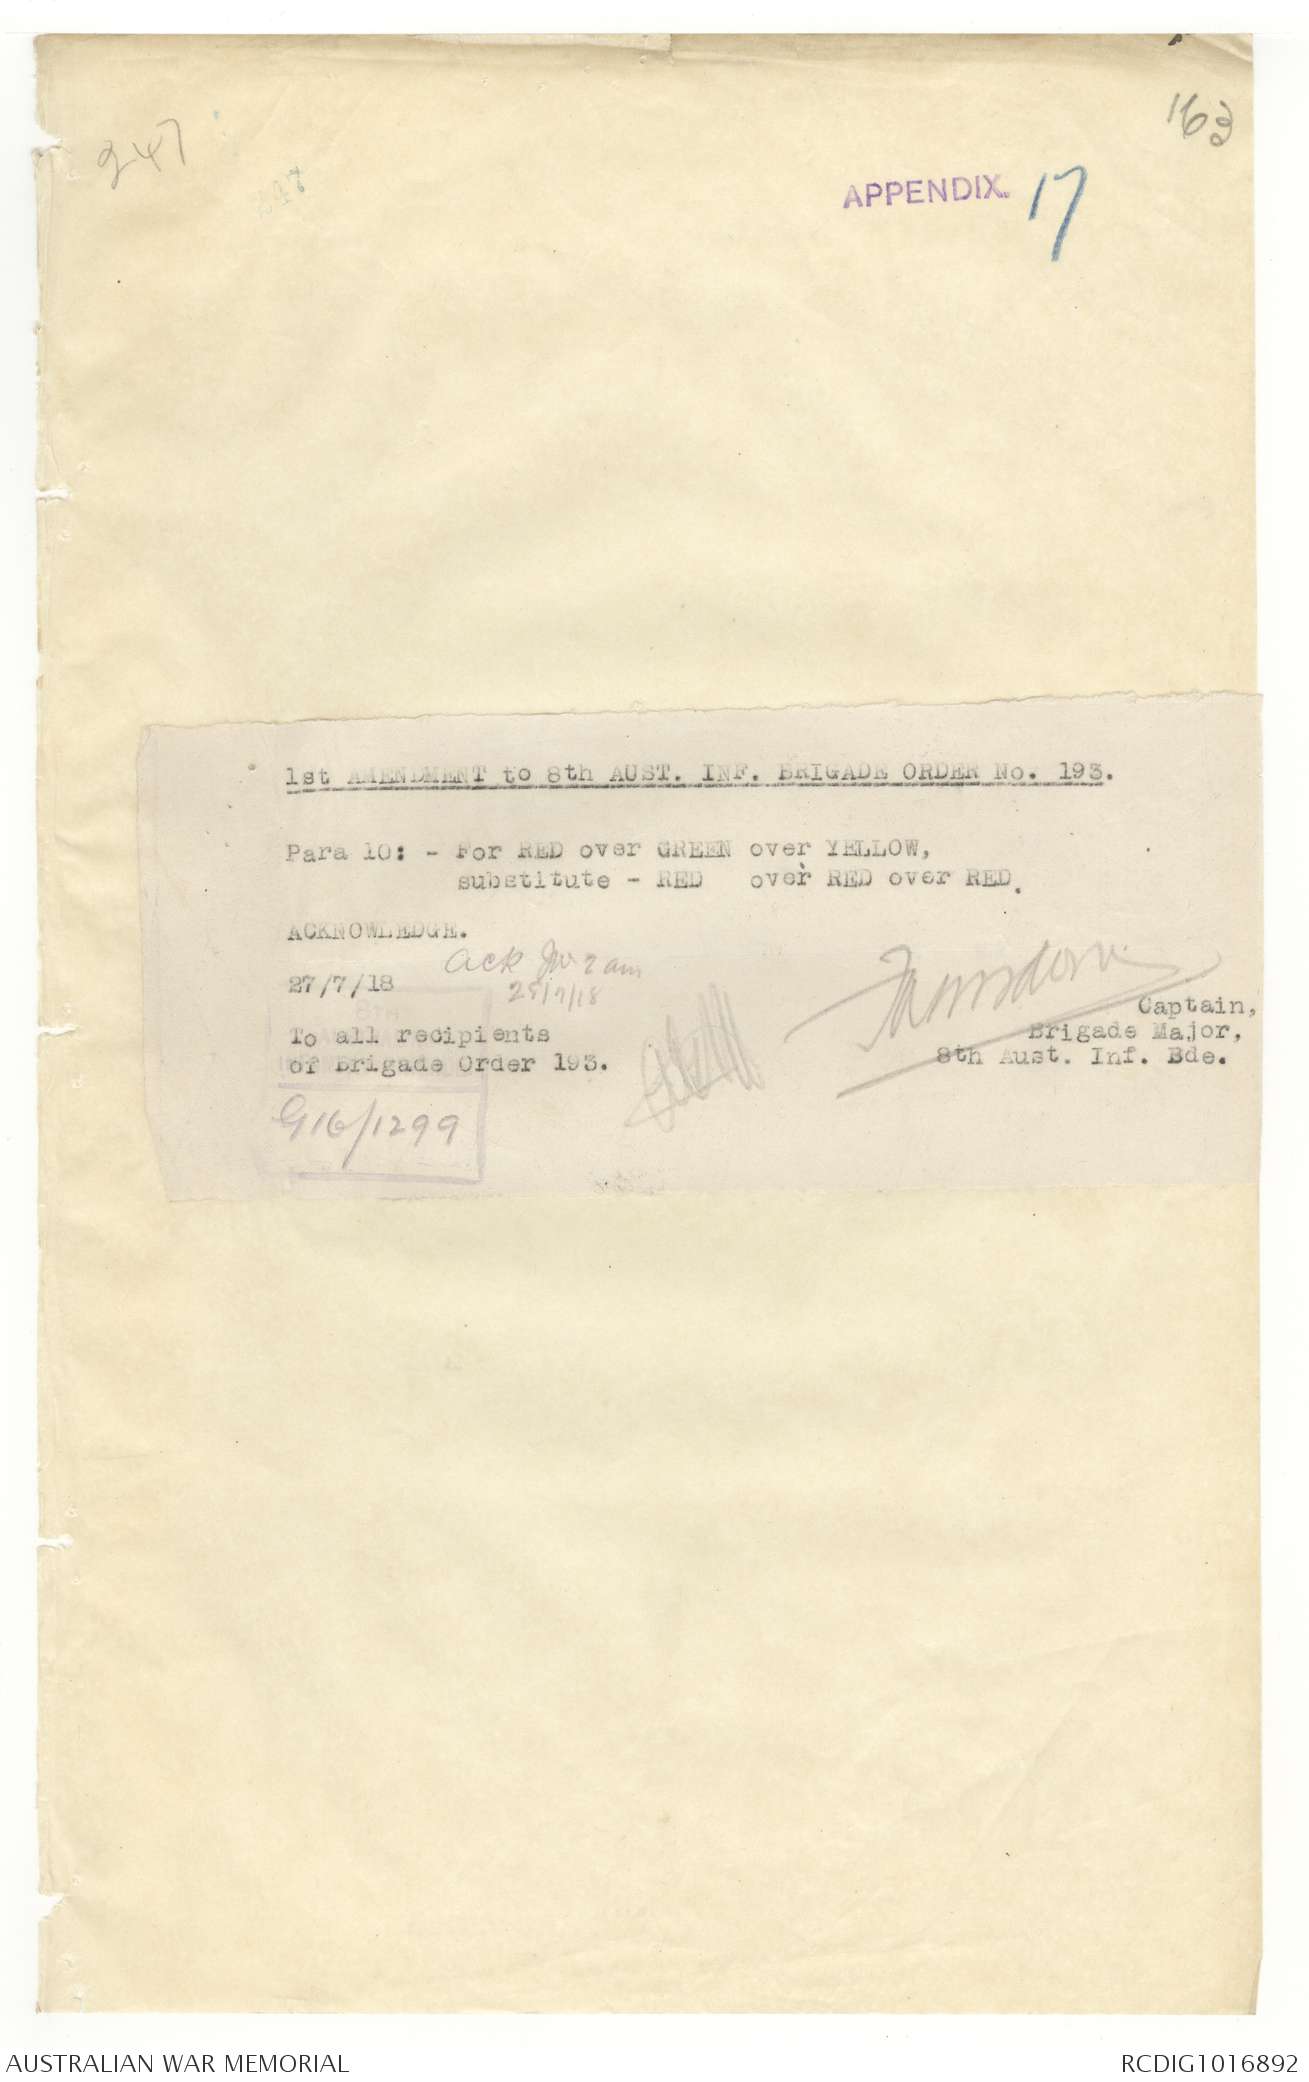 163
247
APPENDIX. 17
1st AMENDMENT to 8th AUST. INF. BRIGADE ORDER No. 193.
Para 10: - For RED over GREEN over YELLOW,
substitute - RED over RED over RED.
ACKNOWLEDGE.
ack
27/7/18
Captain,
To all recipients
Brigade Major,
of Brigade Order 193.
8th Aust. Inf. Bde.
G16/1299
AUSTRALIAN WAR MEMORIAL
RCDIG1016892